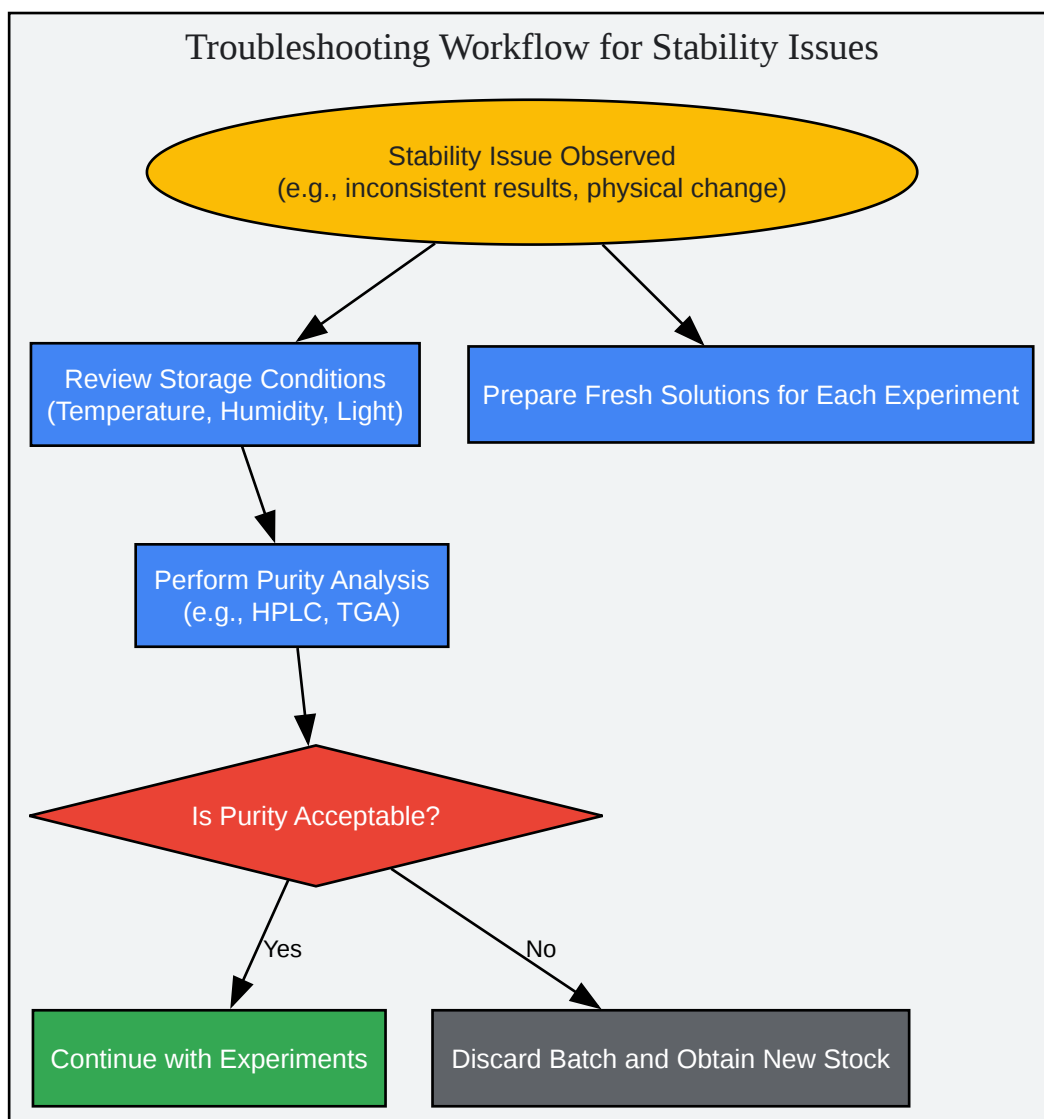 Troubleshooting Workflow for Stability Issues
Stability Issue Observed
(e.g., inconsistent results, physical change)
Review Storage Conditions
(Temperature, Humidity, Light)
Prepare Fresh Solutions for Each Experiment
Perform Purity Analysis
(e.g., HPLC, TGA)
Is Purity Acceptable?
Yes
No
Continue with Experiments
Discard Batch and Obtain New Stock